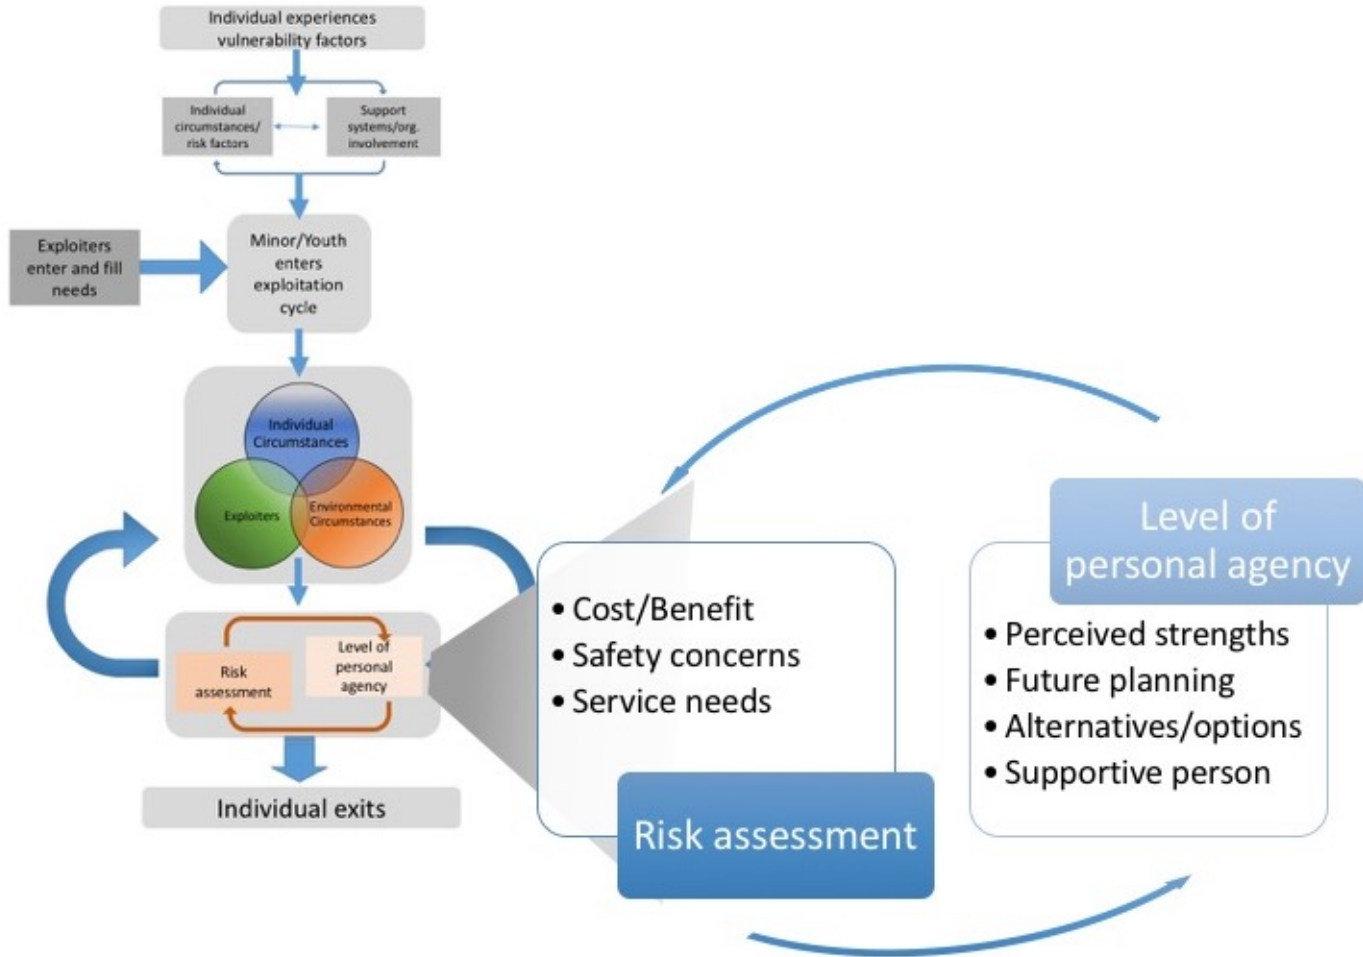 Individual experiences
vulnerability factors
Individual
circumstances/
risk factors
Support
systems/org.
involvement
Exploiters
enter and fill
needs
Minor/Youth
enters
exploitation
cycle
Individual
Circumstances
Exploiters
Environmental
Circumstances
Risk
assessment
Level of
personal
agency
Individual exits
• Cost/Benefit
• Safety concerns
• Service needs
Risk assessment
Level of
personal agency
• Perceived strengths
• Future planning
• Alternatives/options
• Supportive person